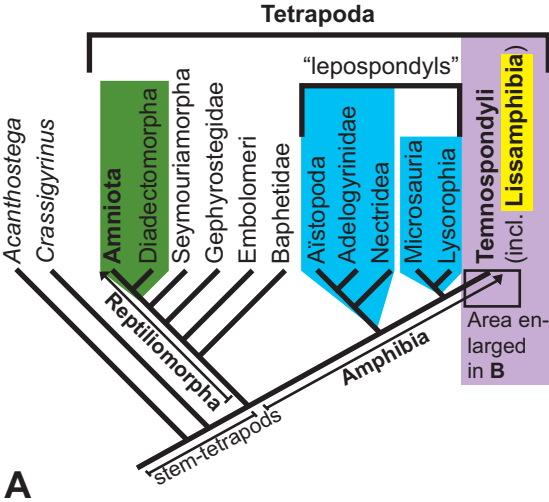 Tetrapoda
“lepospondyls”
Acanthostega
Crassigyrinus
Amniota
Diadectomorpha
Seymouriamorpha
Gephyrostegidae
Embolomeri
Baphetidae
Aïstopoda
Adelogyrinidae
Nectridea
Microsauria
Lysorophia
Temnospondyli
(incl. Lissamphibia)
Reptiliomorpha
Amphibia
Area en-
larged
in B
stem-tetrapods
A